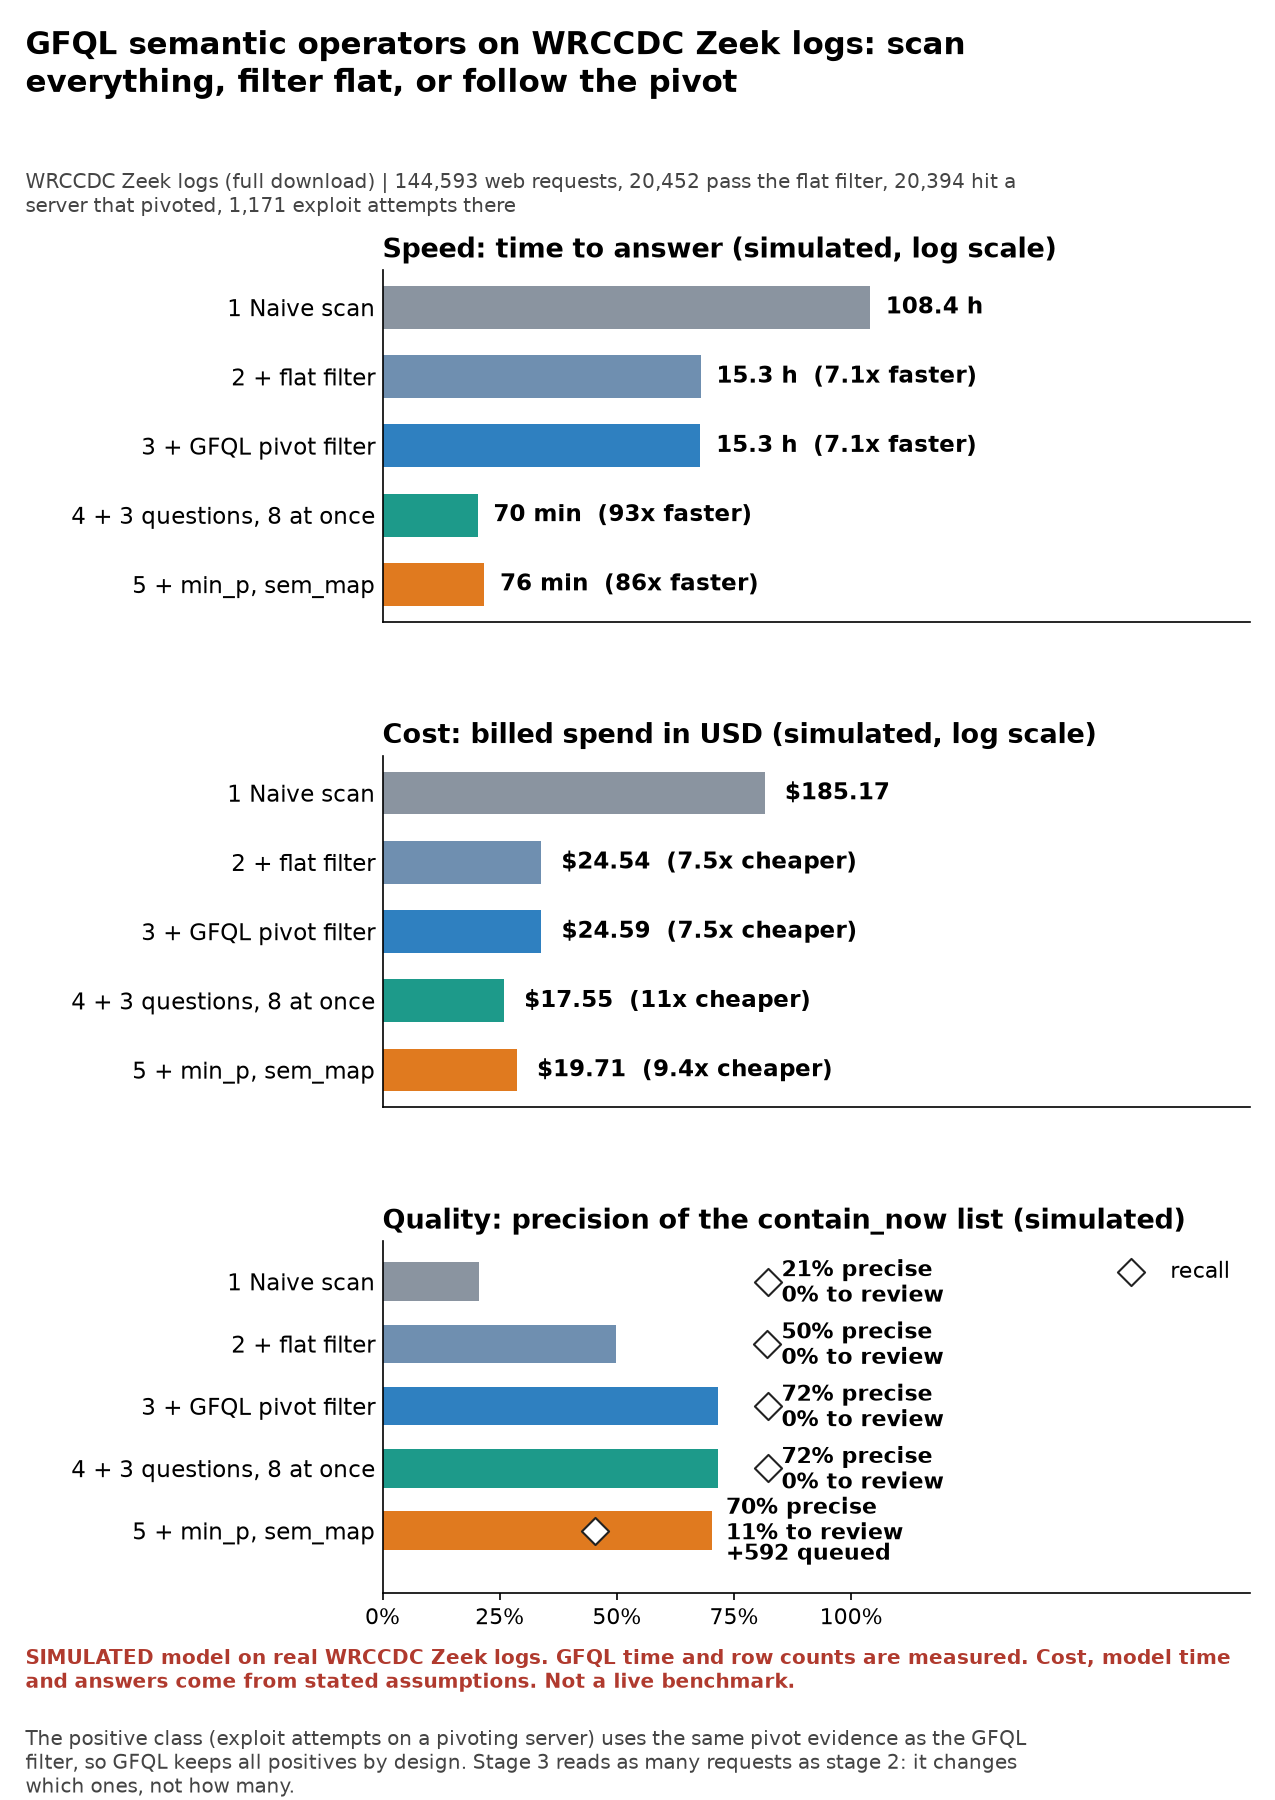 GFQL semantic operators on WRCCDC Zeek logs: scan
everything, filter flat, or follow the pivot
WRCCDC Zeek logs (full download) | 144,593 web requests, 20,452 pass the flat filter, 20,394 hit a
server that pivoted, 1,171 exploit attempts there
Speed: time to answer (simulated, log scale)
1 Naive scan
108.4 h
2 + flat filter
15.3 h  (7.1x faster)
3 + GFQL pivot filter
15.3 h  (7.1x faster)
4 + 3 questions, 8 at once
70 min  (93x faster)
5 + min_p, sem_map
76 min  (86x faster)
Cost: billed spend in USD (simulated, log scale)
1 Naive scan
$185.17
2 + flat filter
$24.54  (7.5x cheaper)
3 + GFQL pivot filter
$24.59  (7.5x cheaper)
4 + 3 questions, 8 at once
$17.55  (11x cheaper)
5 + min_p, sem_map
$19.71  (9.4x cheaper)
Quality: precision of the contain_now list (simulated)
recall
1 Naive scan
21% precise
0% to review
2 + flat filter
50% precise
0% to review
3 + GFQL pivot filter
72% precise
0% to review
4 + 3 questions, 8 at once
72% precise
0% to review
5 + min_p, sem_map
70% precise
11% to review
+592 queued
0% 25% 50% 75% 100%
SIMULATED model on real WRCCDC Zeek logs. GFQL time and row counts are measured. Cost, model time
and answers come from stated assumptions. Not a live benchmark.
The positive class (exploit attempts on a pivoting server) uses the same pivot evidence as the GFQL
filter, so GFQL keeps all positives by design. Stage 3 reads as many requests as stage 2: it changes
which ones, not how many.